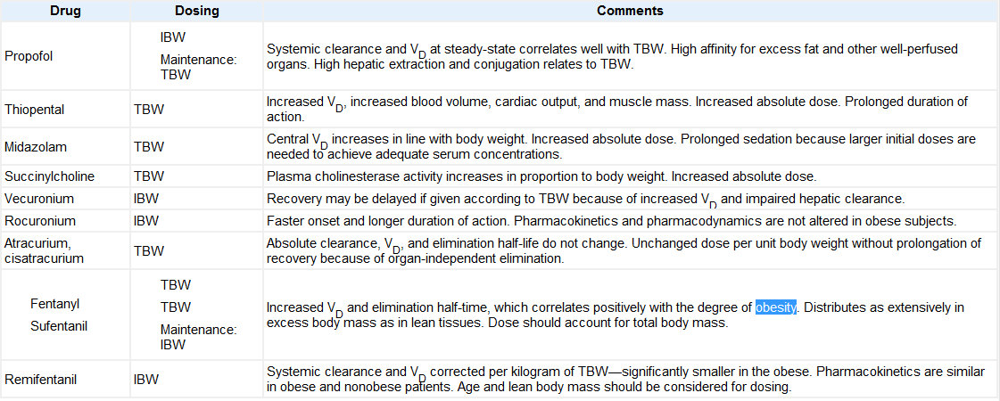 Drug Dosing Comments
Propofol
IBW
Maintenance:
TBW
Systemic clearance and VD at steady-state correlates well with TBW. High affinity for excess fat and other well-perfused
organs. High hepatic extraction and conjugation relates to TBW.
Thiopental
TBW
Increased VD, increased blood volume, cardiac output, and muscle mass. Increased absolute dose. Prolonged duration of
action.
Midazolam
TBW
Central VD increases in line with body weight. Increased absolute dose. Prolonged sedation because larger initial doses are
needed to achieve adequate serum concentrations.
Succinylcholine TBW Plasma cholinesterase activity increases in proportion to body weight. Increased absolute dose.
Vecuronium IBW Recovery may be delayed if given according to TBW because of increased VD and impaired hepatic clearance.
Rocuronium IBW Faster onset and longer duration of action. Pharmacokinetics and pharmacodynamics are not altered in obese subjects.
Atracurium,
cisatracurium
TBW
Absolute clearance, VD, and elimination half-life do not change. Unchanged dose per unit body weight without prolongation of
recovery because of organ-independent elimination.
Fentanyl
Sufentanil
TBW
TBW
Maintenance:
IBW
Increased VD and elimination half-time, which correlates positively with the degree of obesity. Distributes as extensively in
excess body mass as in lean tissues. Dose should account for total body mass.
Remifentanil
IBW
Systemic clearance and VD corrected per kilogram of TBW—significantly smaller in the obese. Pharmacokinetics are similar
in obese and nonobese patients. Age and lean body mass should be considered for dosing.